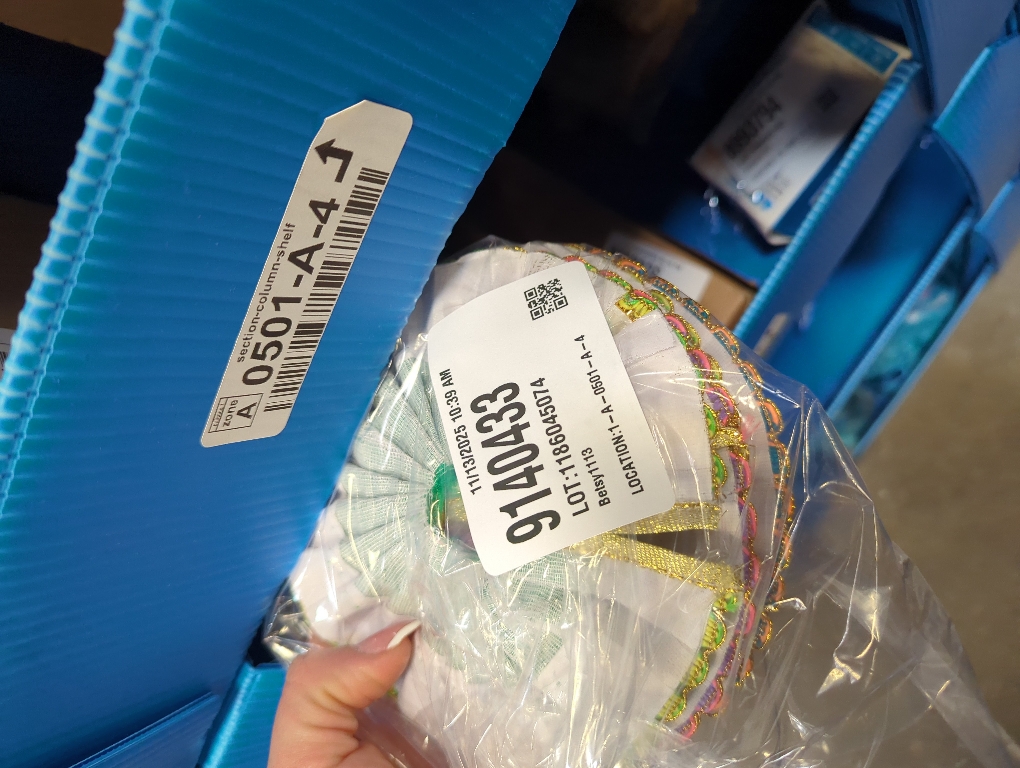 section-column-shelf
0501-A-4
zone
A
11/13/2025 10:39 AM
9140433
LOT:1186045074
Belsy1113
LOCATION:1-A-0501-A-4